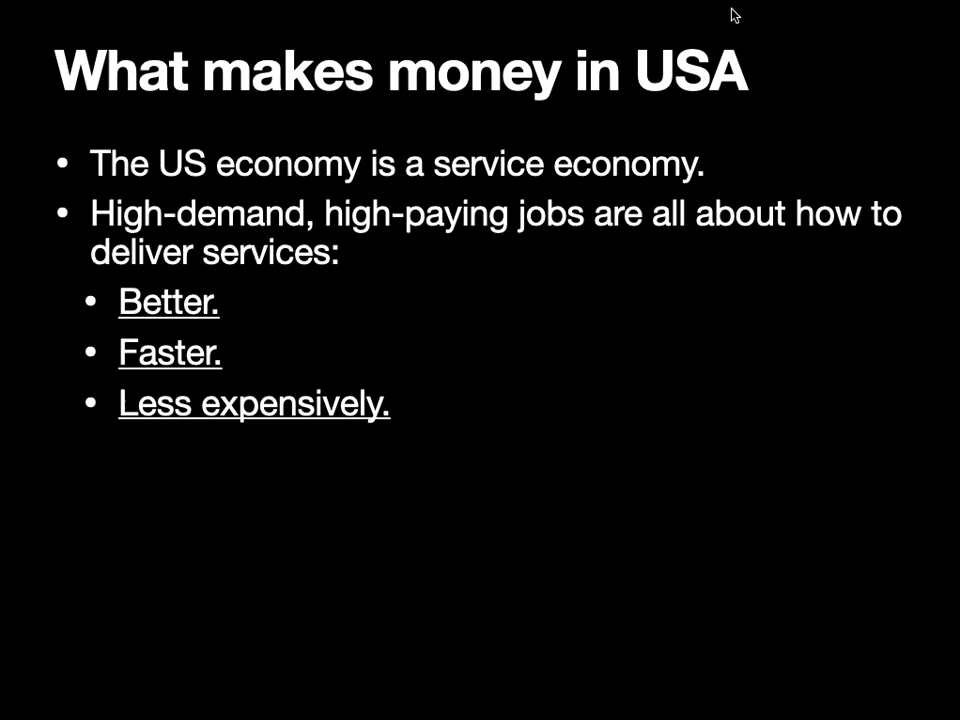 What makes money in USA
• The US economy is a service economy.
• High-demand, high-paying jobs are all about how to
deliver services:
• Better.
• Faster.
• Less expensively.